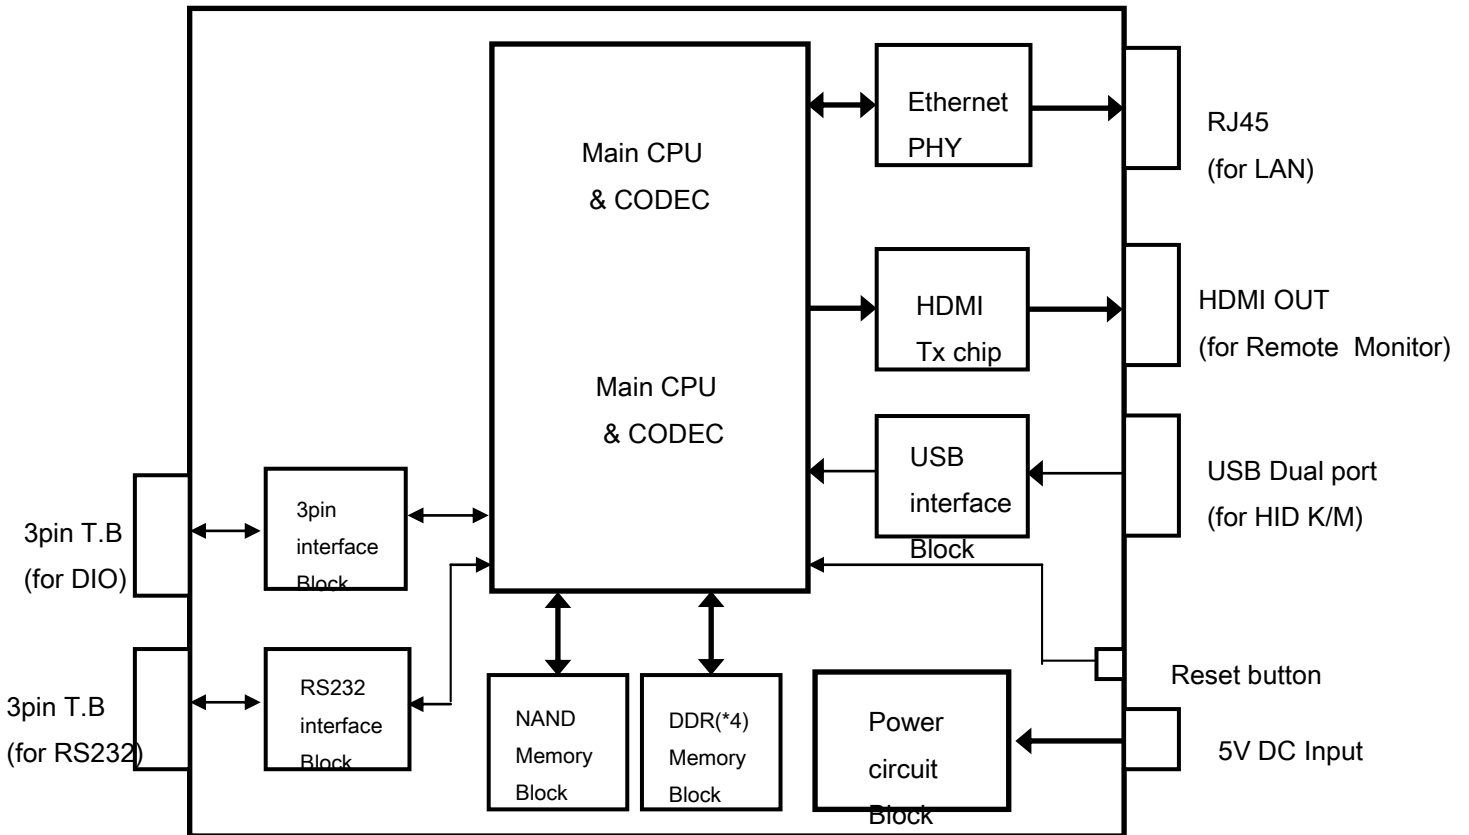 Main CPU
& CODEC
Main CPU
& CODEC
Ethernet
PHY
RJ45
(for LAN)
HDMI
Tx chip
HDMI OUT
(for Remote  Monitor)
USB
interface
Block
USB Dual port
(for HID K/M)
3pin T.B
(for DIO)
3pin
interface
Block
3pin T.B
(for RS232)
RS232
interface
Block
NAND
Memory
Block
DDR(*4)
Memory
Block
Power
circuit
Block
Reset button
5V DC Input